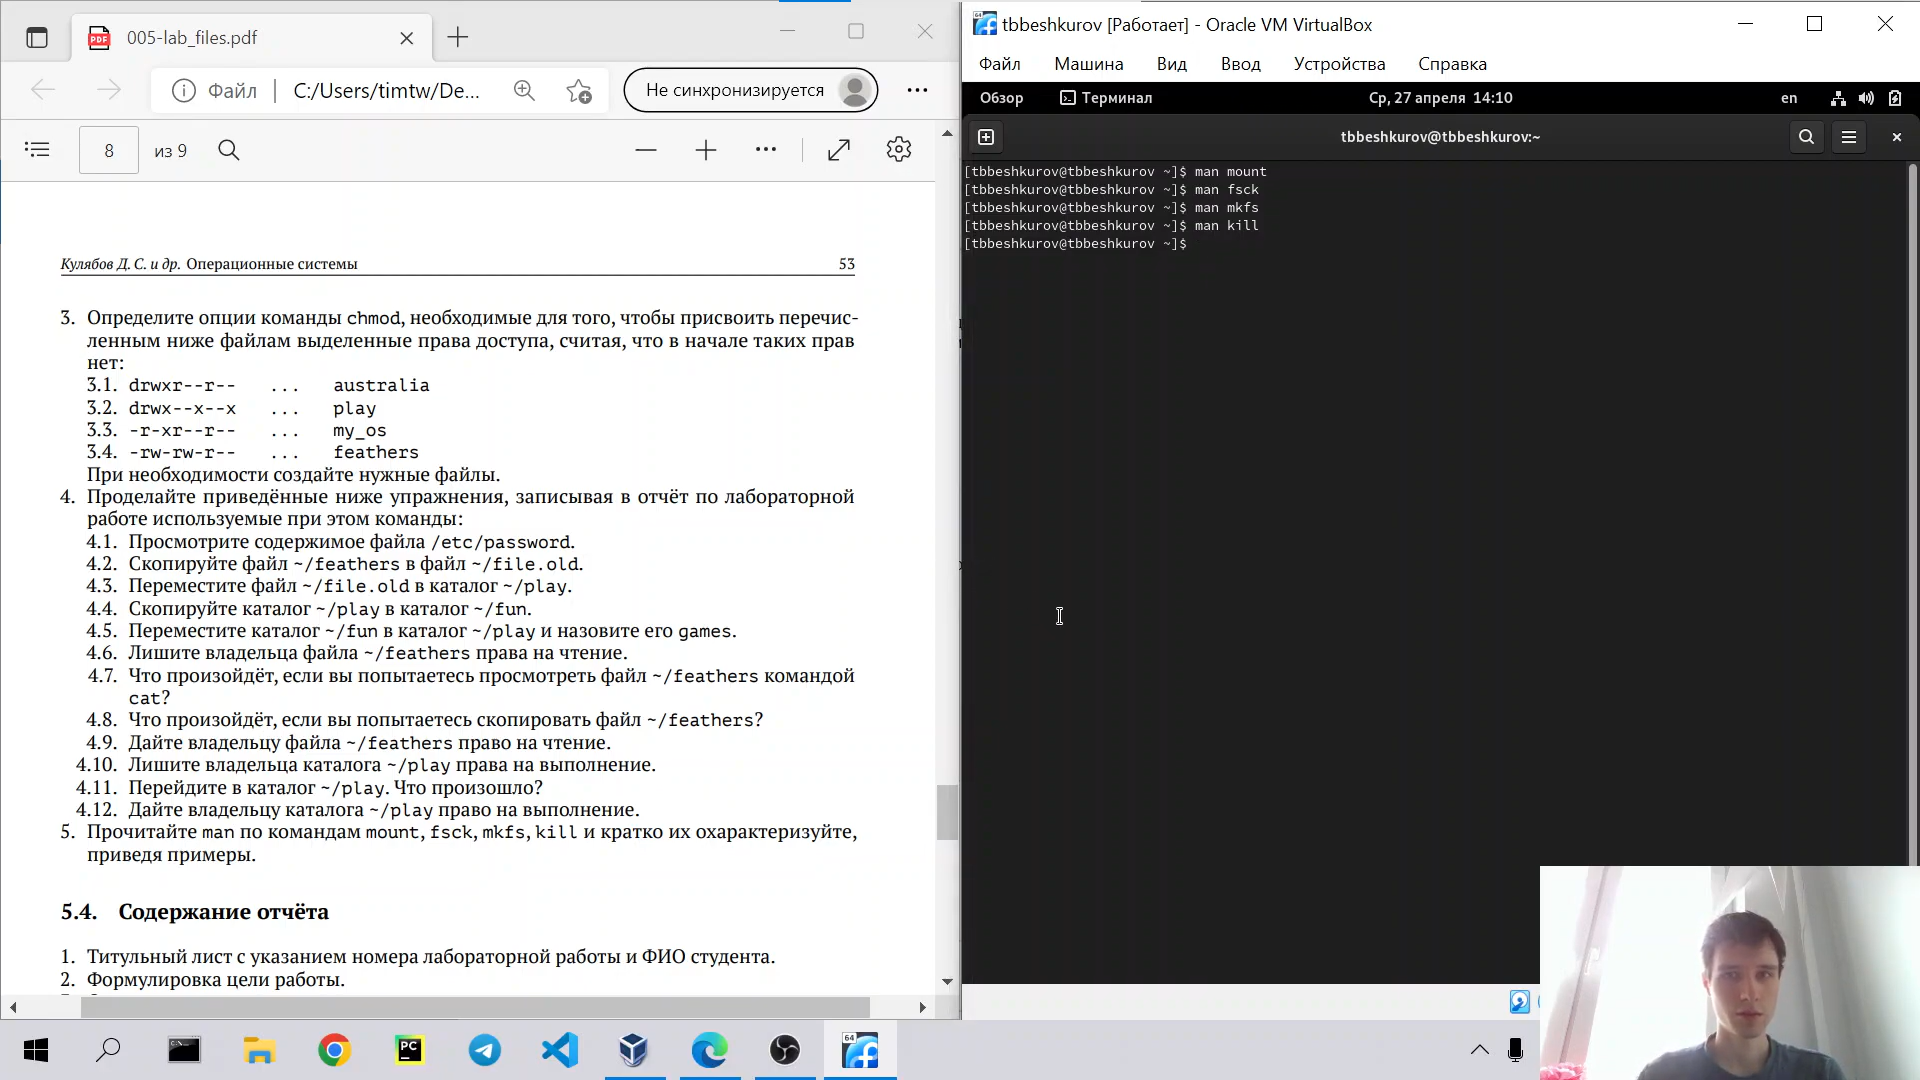 005-lab_files.pdf
Файл
C:/Users/timtw/De...
Не синхронизируется
8
из 9
Кулябов Д. С. и др. Операционные системы 53
3. Определите опции команды chmod, необходимые для того, чтобы присвоить перечис-
ленным ниже файлам выделенные права доступа, считая, что в начале таких прав
нет:
3.1. drwxr--r-- ... australia
3.2. drwx--x--x ... play
3.3. -r-xr--r-- ... my_os
3.4. -rw-rw-r-- ... feathers
При необходимости создайте нужные файлы.
4. Проделайте приведённые ниже упражнения, записывая в отчёт по лабораторной
работе используемые при этом команды:
4.1. Просмотрите содержимое файла /etc/password.
4.2. Скопируйте файл ~/feathers в файл ~/file.old.
4.3. Переместите файл ~/file.old в каталог ~/play.
4.4. Скопируйте каталог ~/play в каталог ~/fun.
4.5. Переместите каталог ~/fun в каталог ~/play и назовите его games.
4.6. Лишите владельца файла ~/feathers права на чтение.
4.7. Что произойдёт, если вы попытаетесь просмотреть файл ~/feathers командой
cat?
4.8. Что произойдёт, если вы попытаетесь скопировать файл ~/feathers?
4.9. Дайте владельцу файла ~/feathers право на чтение.
4.10. Лишите владельца каталога ~/play права на выполнение.
4.11. Перейдите в каталог ~/play. Что произошло?
4.12. Дайте владельцу каталога ~/play право на выполнение.
5. Прочитайте man по командам mount, fsck, mkfs, kill и кратко их охарактеризуйте,
приведя примеры.
5.4. Содержание отчёта
1. Титульный лист с указанием номера лабораторной работы и ФИО студента.
2. Формулировка цели работы.
tbbeshkurov [Работает] - Oracle VM VirtualBox
Файл Машина Вид Ввод Устройства Справка
Обзор Терминал Ср, 27 апреля 14:10 en
tbbeshkurov@tbbeshkurov:~
[tbbeshkurov@tbbeshkurov ~]$ man mount
[tbbeshkurov@tbbeshkurov ~]$ man fsck
[tbbeshkurov@tbbeshkurov ~]$ man mkfs
[tbbeshkurov@tbbeshkurov ~]$ man kill
[tbbeshkurov@tbbeshkurov ~]$